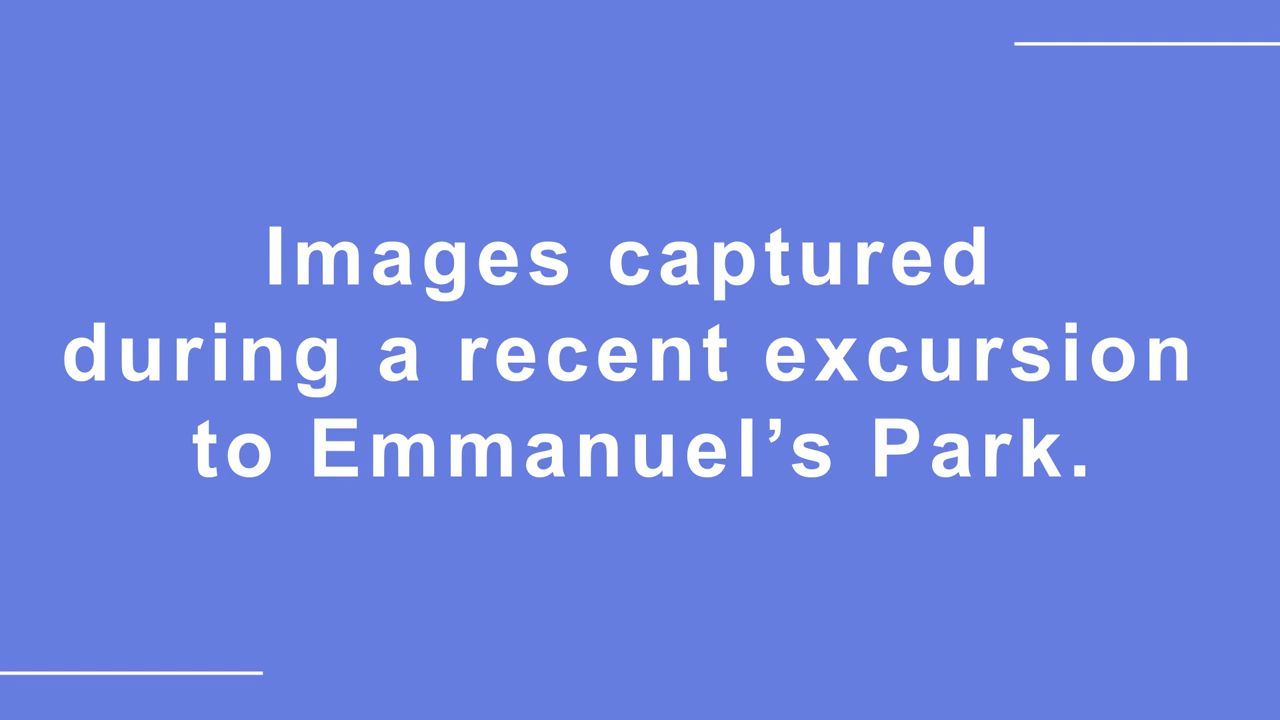 Images captured
during a recent excursion
to Emmanuel’s Park.